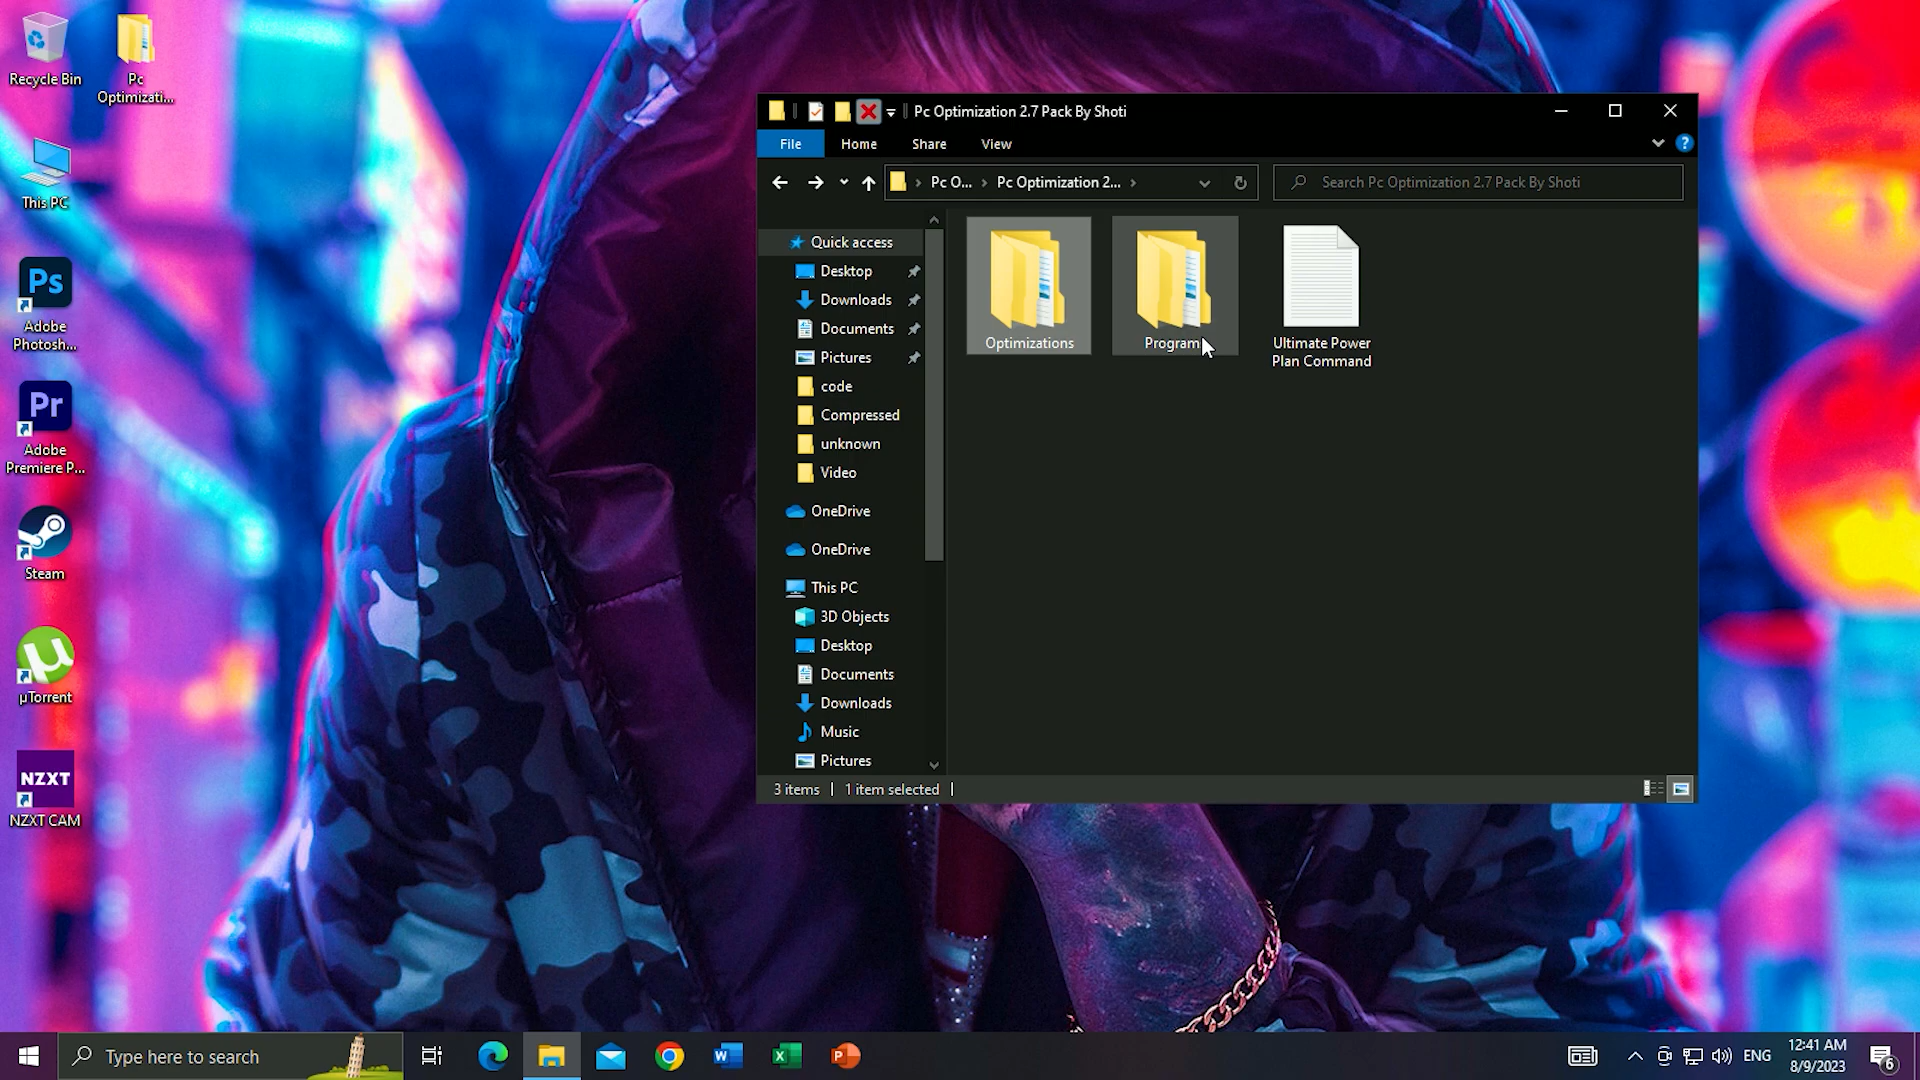 Recycle Bin
Pc
Optimizati...
This PC
Ps
Adobe
Photosh...
Pr
Adobe
Premiere P...
Steam
µTorrent
NZXT
NZXT CAM
Pc Optimization 2.7 Pack By Shoti
File Home Share View
?
Pc O... Pc Optimization 2...
Search Pc Optimization 2.7 Pack By Shoti
Quick access
Desktop
Downloads
Documents
Pictures
code
Compressed
unknown
Video
OneDrive
OneDrive
This PC
3D Objects
Desktop
Documents
Downloads
Music
Pictures
Optimizations
Program
Ultimate Power
Plan Command
3 items 1 item selected
Type here to search
W
X
P
ENG
12:41 AM
8/9/2023
6